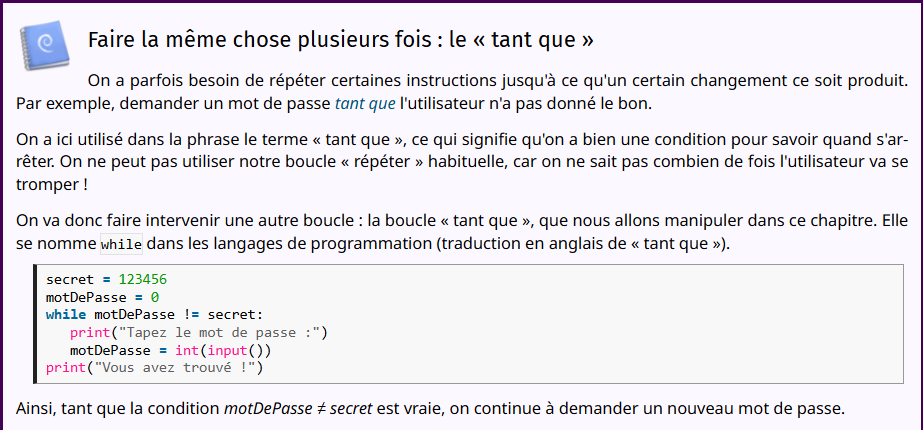 Faire la même chose plusieurs fois : le « tant que »
On a parfois besoin de répéter certaines instructions jusqu'à ce qu'un certain changement ce soit produit.
Par exemple, demander un mot de passe tant que l'utilisateur n'a pas donné le bon.
On a ici utilisé dans la phrase le terme « tant que », ce qui signifie qu'on a bien une condition pour savoir quand s'ar-
rêter. On ne peut pas utiliser notre boucle « répéter » habituelle, car on ne sait pas combien de fois l'utilisateur va se
tromper !
On va donc faire intervenir une autre boucle : la boucle « tant que », que nous allons manipuler dans ce chapitre. Elle
se nomme while dans les langages de programmation (traduction en anglais de « tant que »).
secret = 123456
motDePasse = 0
while motDePasse != secret:
   print("Tapez le mot de passe :")
   motDePasse = int(input())
print("Vous avez trouvé !")
Ainsi, tant que la condition motDePasse ≠ secret est vraie, on continue à demander un nouveau mot de passe.